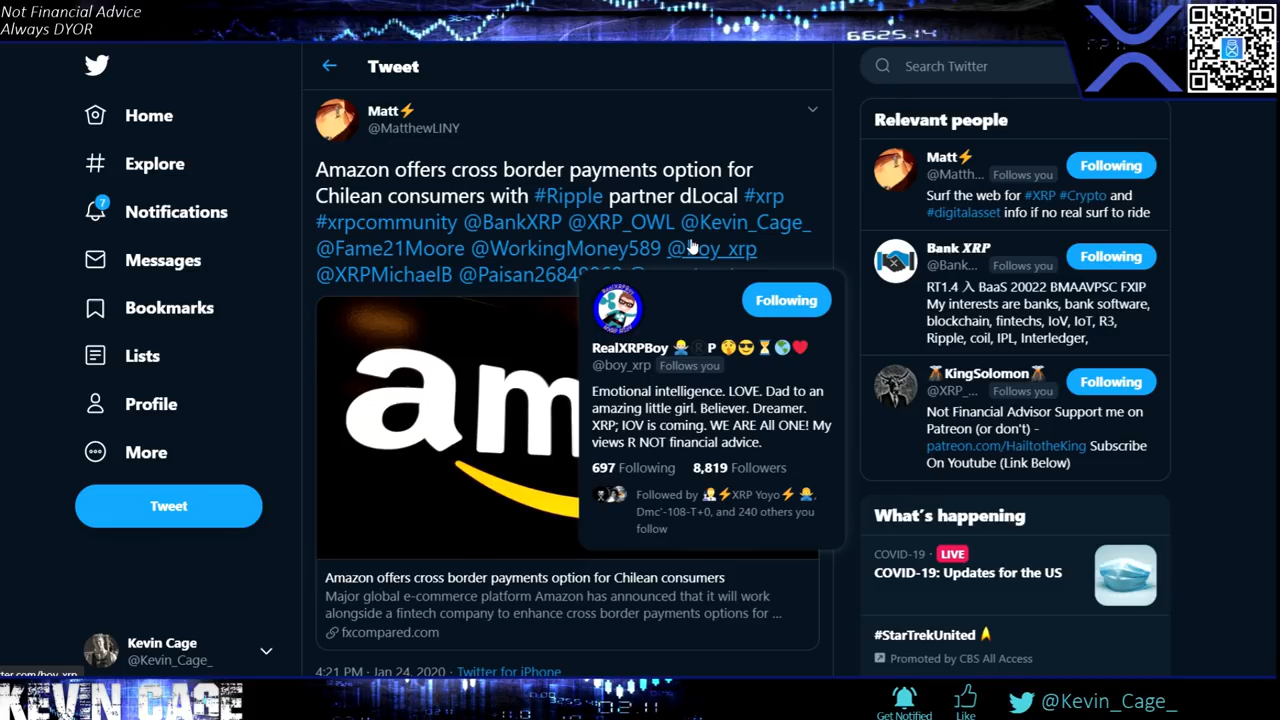 Not Financial Advice
Always DYOR
6625.14
Home
Explore
7
Notifications
Messages
Bookmarks
Lists
Profile
More
Tweet
Kevin Cage
@Kevin_Cage_
Tweet
Matt⚡
@MatthewLINY
Amazon offers cross border payments option for
Chilean consumers with #Ripple partner dLocal #xrp
#xrpcommunity @BankXRP @XRP_OWL @Kevin_Cage_
@Fame21Moore @WorkingMoney589 @boy_xrp
@XRPMichaelB
am
Following
RealXRPBoy 🙇‍♂️ ® P 🤫😎⌛🌎❤️
@boy_xrp Follows you
Emotional intelligence. LOVE. Dad to an
amazing little girl. Believer. Dreamer.
XRP; IOV is coming. WE ARE All ONE! My
views R NOT financial advice.
697 Following 8,819 Followers
Followed by ⚡XRP Yoyo⚡,
Dmc'-108-T+0, and 240 others you
follow
Amazon offers cross border payments option for Chilean consumers
Major global e-commerce platform Amazon has announced that it will work
alongside a fintech company to enhance cross border payments options for ...
fxcompared.com
4:21 PM · Jan 24, 2020 · Twitter for iPhone
Search Twitter
Relevant people
Matt⚡
@Matth... Follows you
Following
Surf the web for #XRP #Crypto and
#digitalasset info if no real surf to ride
Bank XRP
@Bank... Follows you
Following
RT1.4 入 BaaS 20022 BMAAVPSC FXIP
My interests are banks, bank software,
blockchain, fintechs, IoV, IoT, R3,
Ripple, coil, IPL, Interledger,
KingSolomon
@XRP_... Follows you
Following
Not Financial Advisor Support me on
Patreon (or don't) -
patreon.com/HailtotheKing Subscribe
On Youtube (Link Below)
What's happening
COVID-19 · LIVE
COVID-19: Updates for the US
#StarTrekUnited
Promoted by CBS All Access
KEVIN CAGE
Get Notified
Like
@Kevin_Cage_